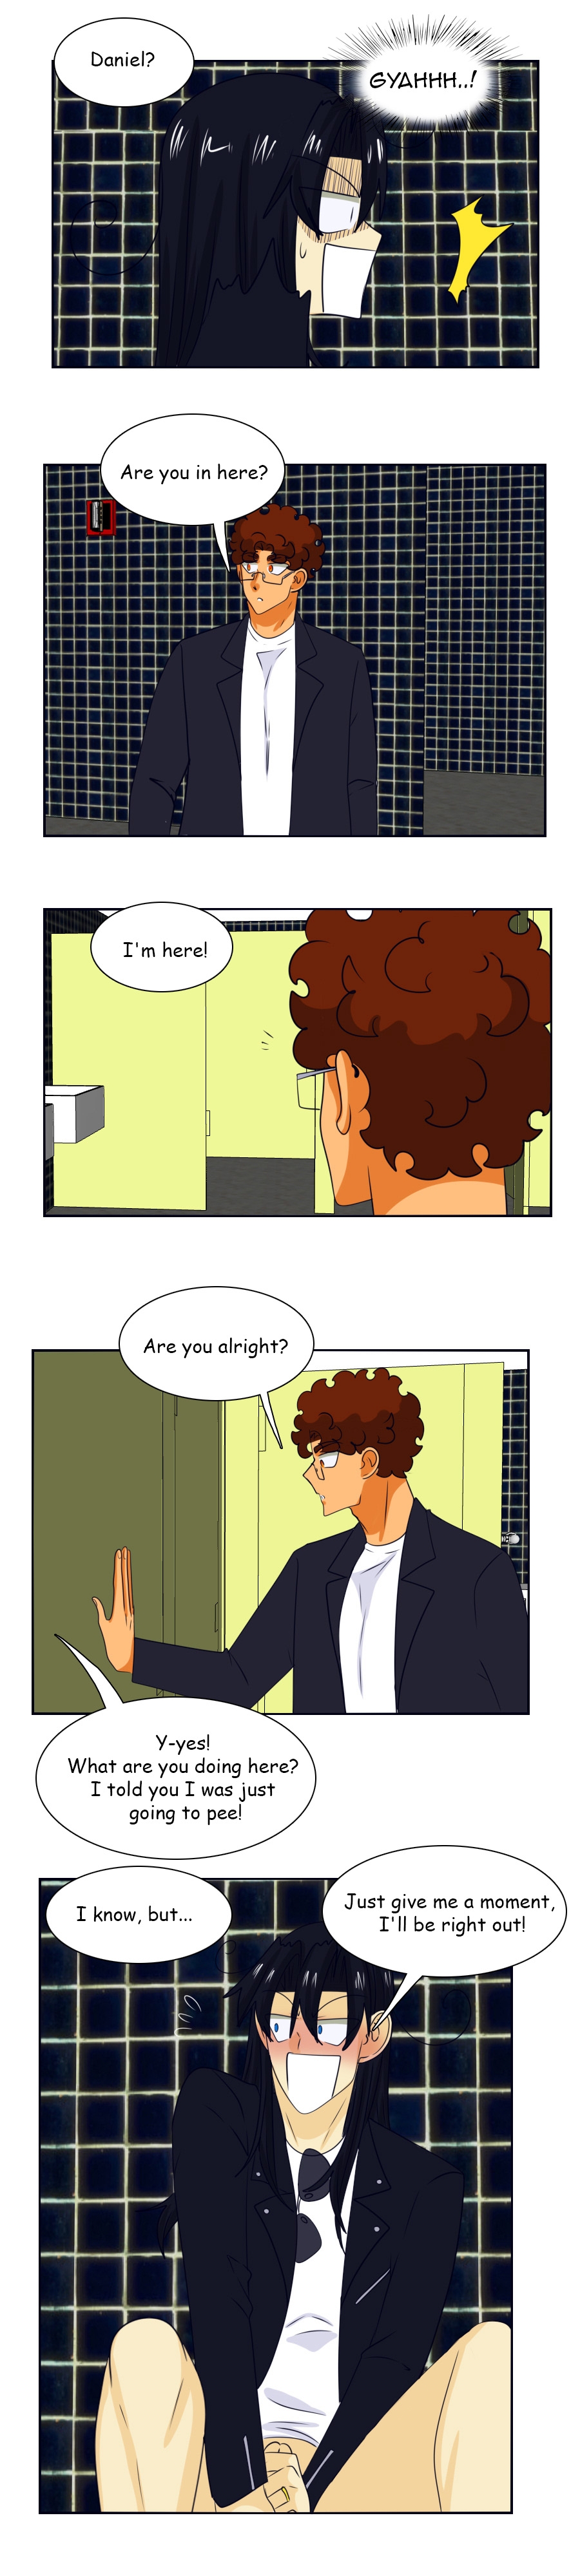 Daniel?
GYAHHH..!
Are you in here?
I'm here!
Are you alright?
Y-yes!
What are you doing here?
I told you I was just
going to pee!
I know, but...
Just give me a moment,
I'll be right out!